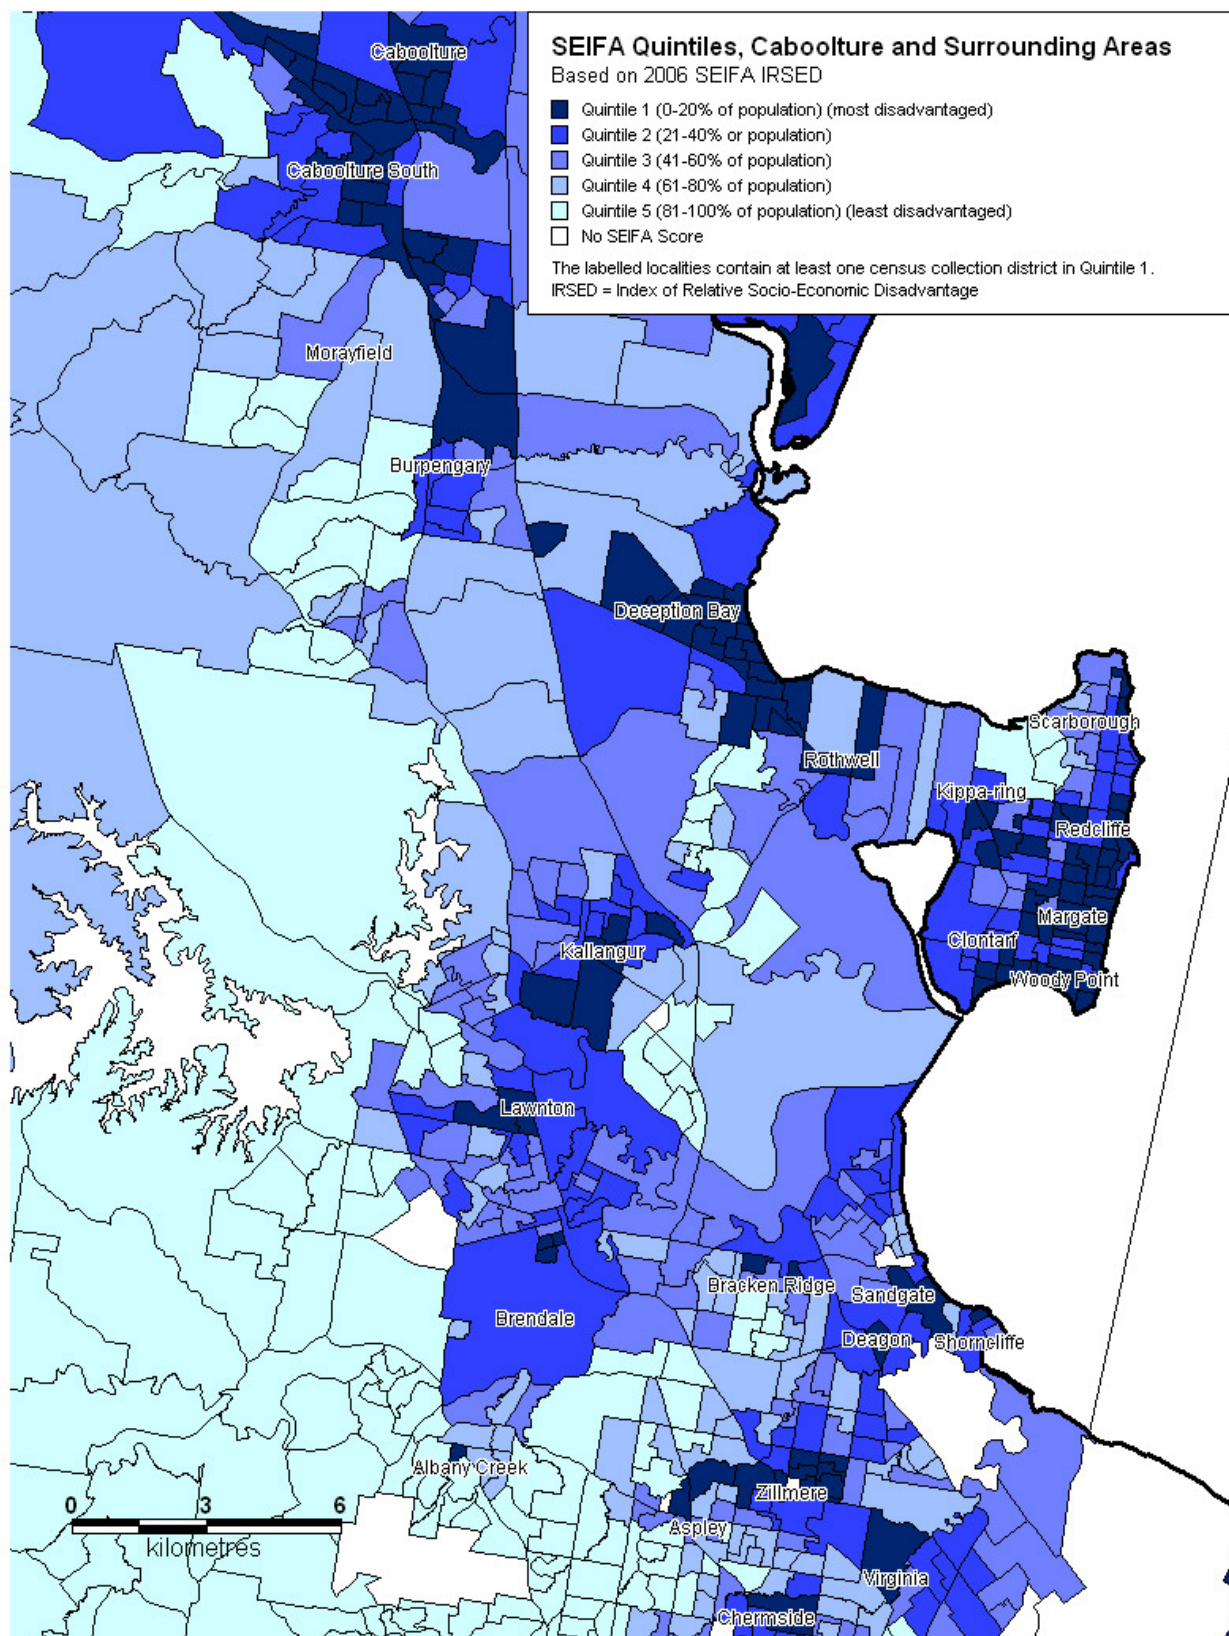 SEIFA Quintiles, Caboolture and Surrounding Areas
Based on 2006 SEIFA IRSED
Quintile 1 (0-20% of population) (most disadvantaged)
Quintile 2 (21-40% or population)
Quintile 3 (41-60% of population)
Quintile 4 (61-80% of population)
Quintile 5 (81-100% of population) (least disadvantaged)
No SEIFA Score
The labelled localities contain at least one census collection district in Quintile 1.
IRSED = Index of Relative Socio-Economic Disadvantage
Caboolture
Caboolture South
Morayfield
Burpengary
Deception Bay
Scarborough
Rothwell
Kippa-ring
Redcliffe
Margate
Clontarf
Kallangur
Woody Point
Lawnton
Bracken Ridge
Sandgate
Brendale
Deagon
Shorncliffe
Albany Creek
Zillmere
0 3 6
kilometres
Aspley
Virginia
Chermside